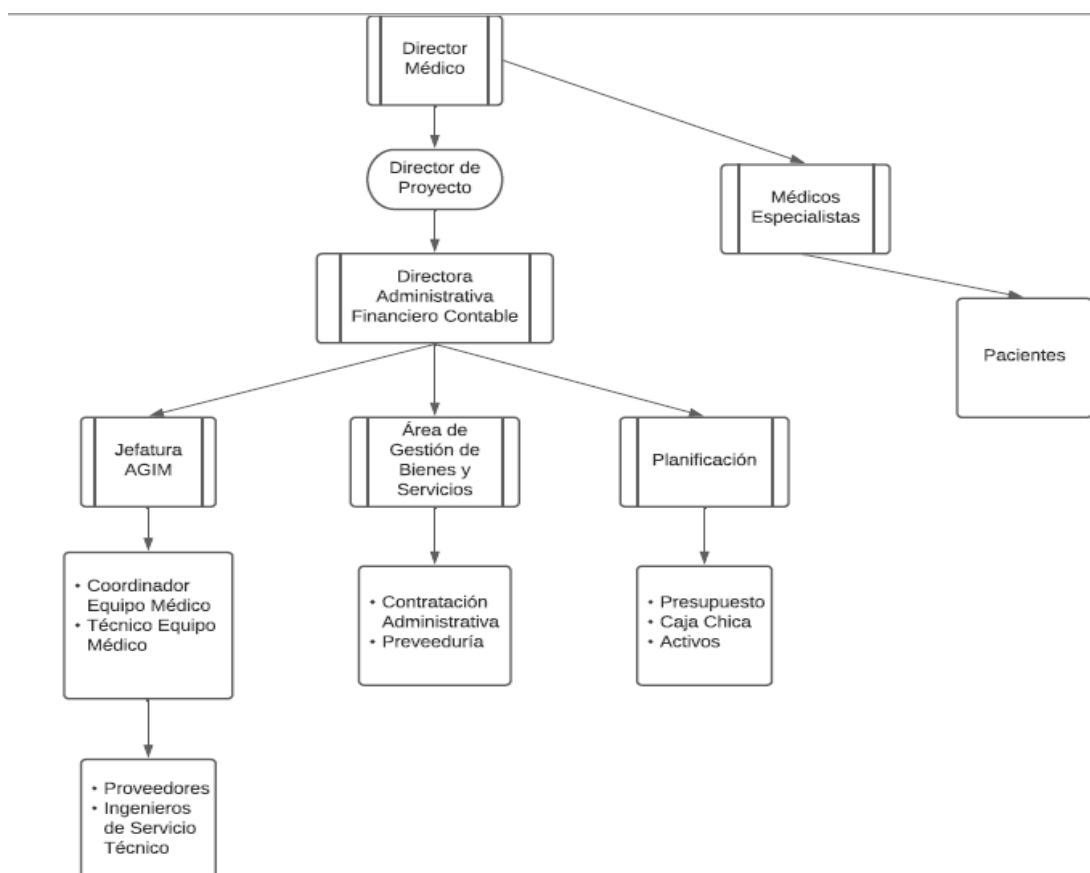 Director
Médico
Director de
Proyecto
Médicos
Especialistas
Directora
Administrativa
Financiero Contable
Pacientes
Jefatura
AGIM
Área de
Gestión de
Bienes y
Servicios
Planificación
• Coordinador
Equipo Médico
• Técnico Equipo
Médico
• Contratación
Administrativa
• Preveeduría
• Presupuesto
• Caja Chica
• Activos
• Proveedores
• Ingenieros
de Servicio
Técnico